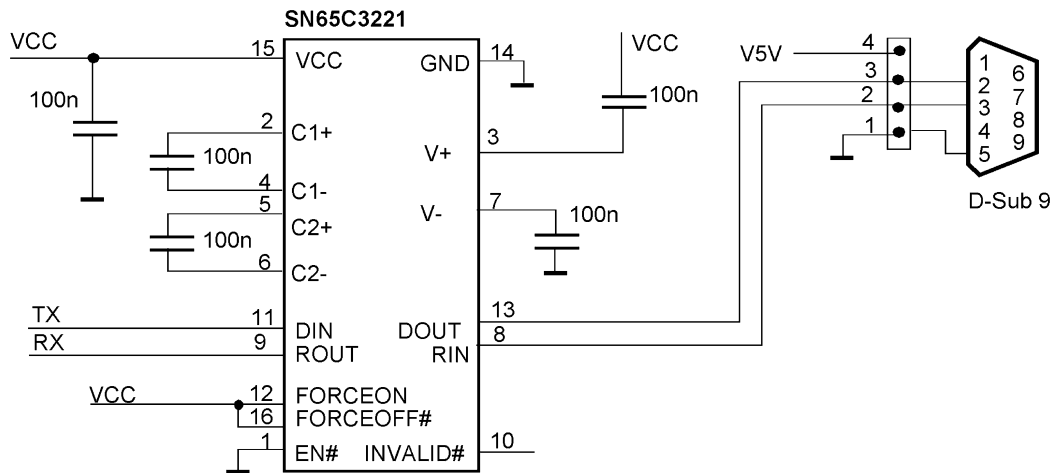 SN65C3221
VCC
15
VCC
GND
14
VCC
V5V
4
3
2
1
1
2
3
4
5
6
7
8
9
D-Sub 9
100n
100n
2
C1+
100n
4
C1-
V+
3
5
C2+
100n
6
C2-
V-
7
100n
TX
11
DIN
DOUT
13
RX
9
ROUT
RIN
8
VCC
12
FORCEON
16
FORCEOFF#
1
EN#
INVALID#
10